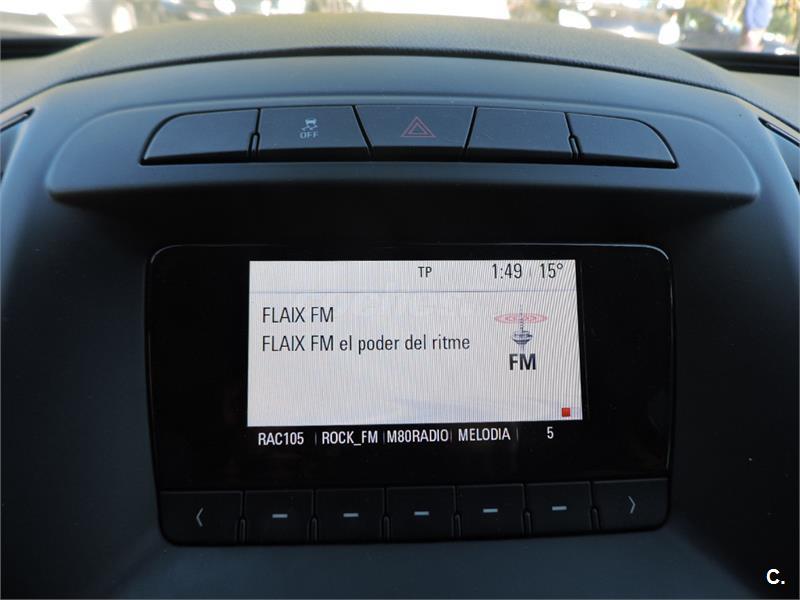 OFF
TP 1:49 15°
FLAIX FM
FLAIX FM el poder del ritme
FM
RAC105 ROCK_FM M80RADIO MELODIA 5
C.